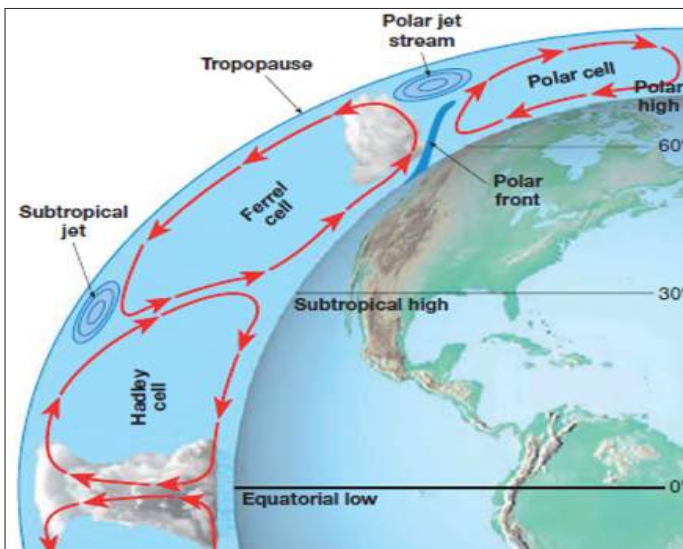 Polar jet
stream
Tropopause
Polar cell
Polar
high
60°
Polar
front
Ferrel
cell
Subtropical
jet
Subtropical high
30°
Hadley
cell
Equatorial low
0°